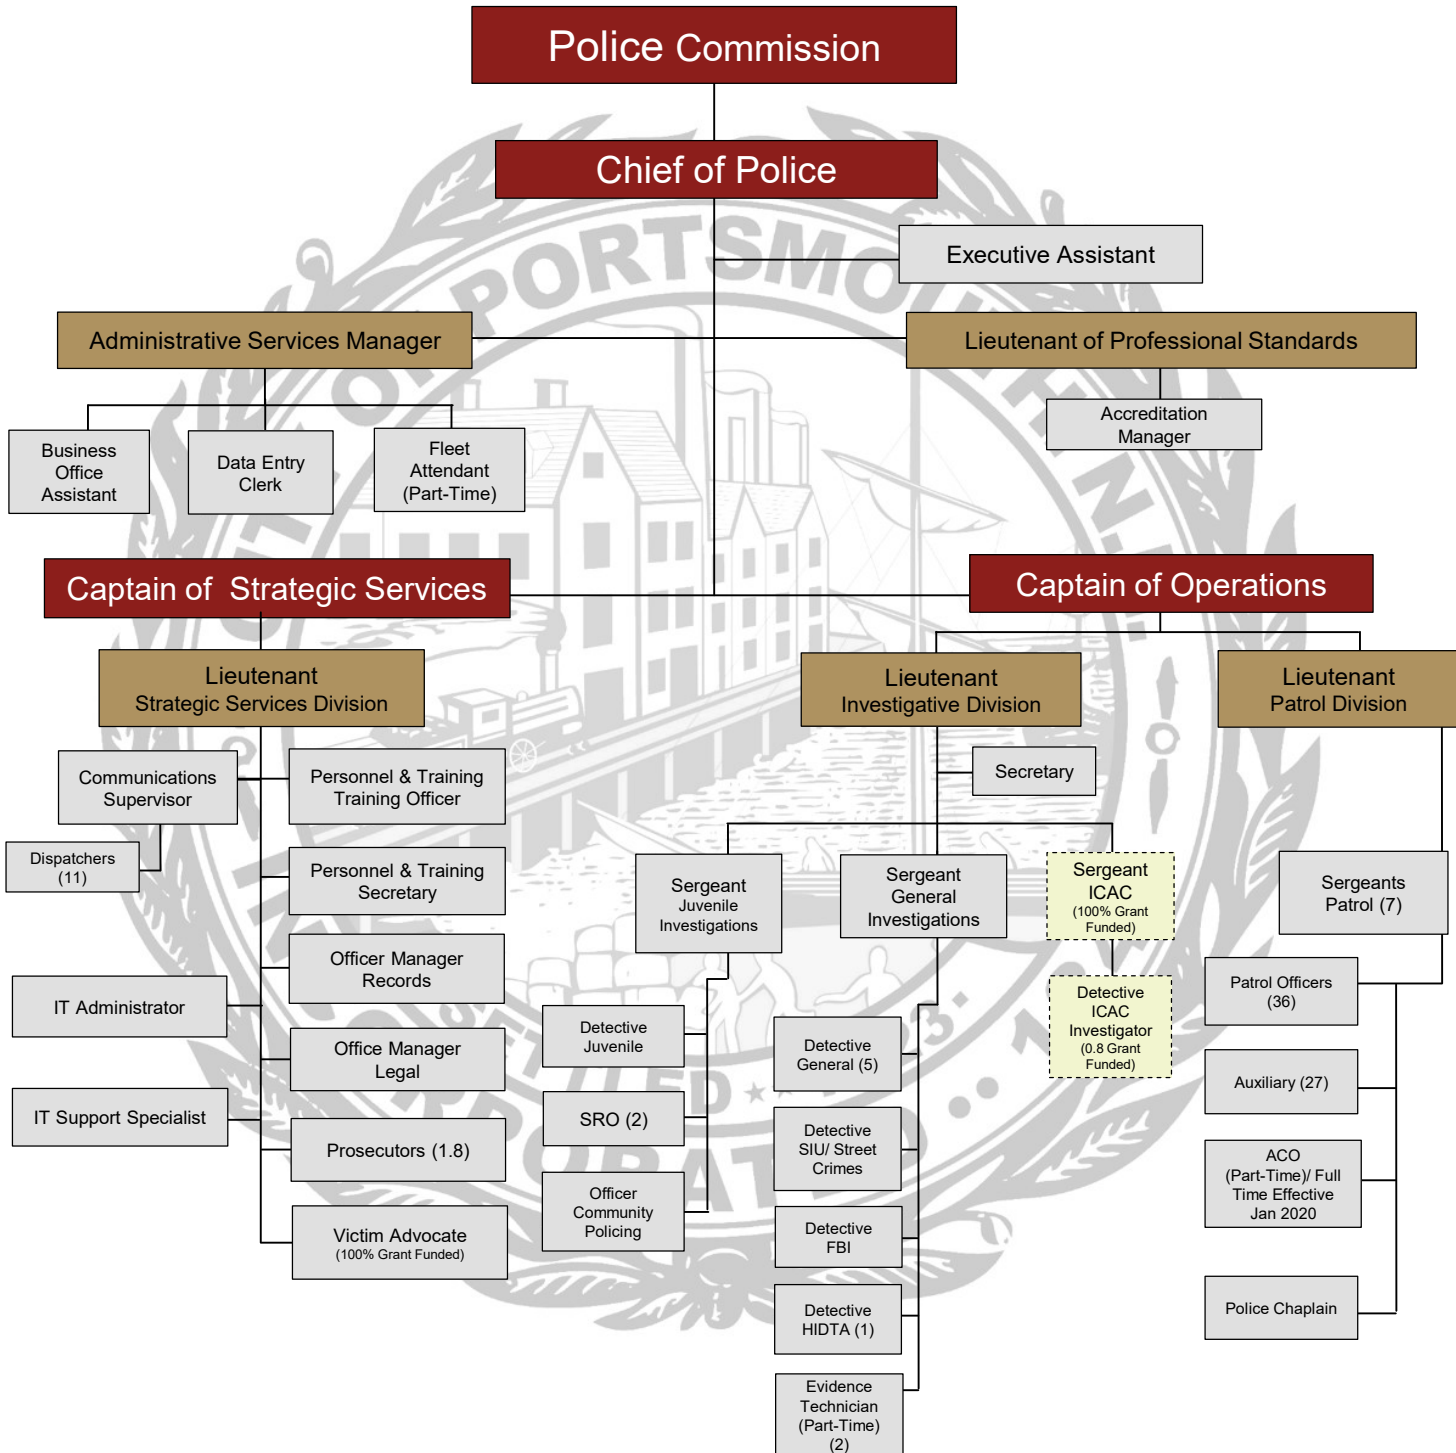 Police Commission
Chief of Police
Executive Assistant
Administrative Services Manager
Lieutenant of Professional Standards
Accreditation
Manager
Business
Office
Assistant
Data Entry
Clerk
Fleet
Attendant
(Part-Time)
Captain of  Strategic Services
Captain of Operations
Lieutenant
Strategic Services Division
Lieutenant
Investigative Division
Lieutenant
Patrol Division
Communications
Supervisor
Personnel & Training
Training Officer
Secretary
Dispatchers
(11)
Personnel & Training
Secretary
Sergeant
Juvenile
Investigations
Sergeant
General
Investigations
Sergeant
ICAC
(100% Grant
Funded)
Sergeants
Patrol (7)
Officer Manager
Records
IT Administrator
Office Manager
Legal
IT Support Specialist
Prosecutors (1.8)
Victim Advocate
(100% Grant Funded)
Detective
Juvenile
SRO (2)
Officer
Community
Policing
Detective
General (5)
Detective
SIU/ Street
Crimes
Detective
FBI
Detective
HIDTA (1)
Evidence
Technician
(Part-Time)
(2)
Detective
ICAC
Investigator
(0.8 Grant
Funded)
Patrol Officers
(36)
Auxiliary (27)
ACO
(Part-Time)/ Full
Time Effective
Jan 2020
Police Chaplain
OF PORTSMOUTH N.H.